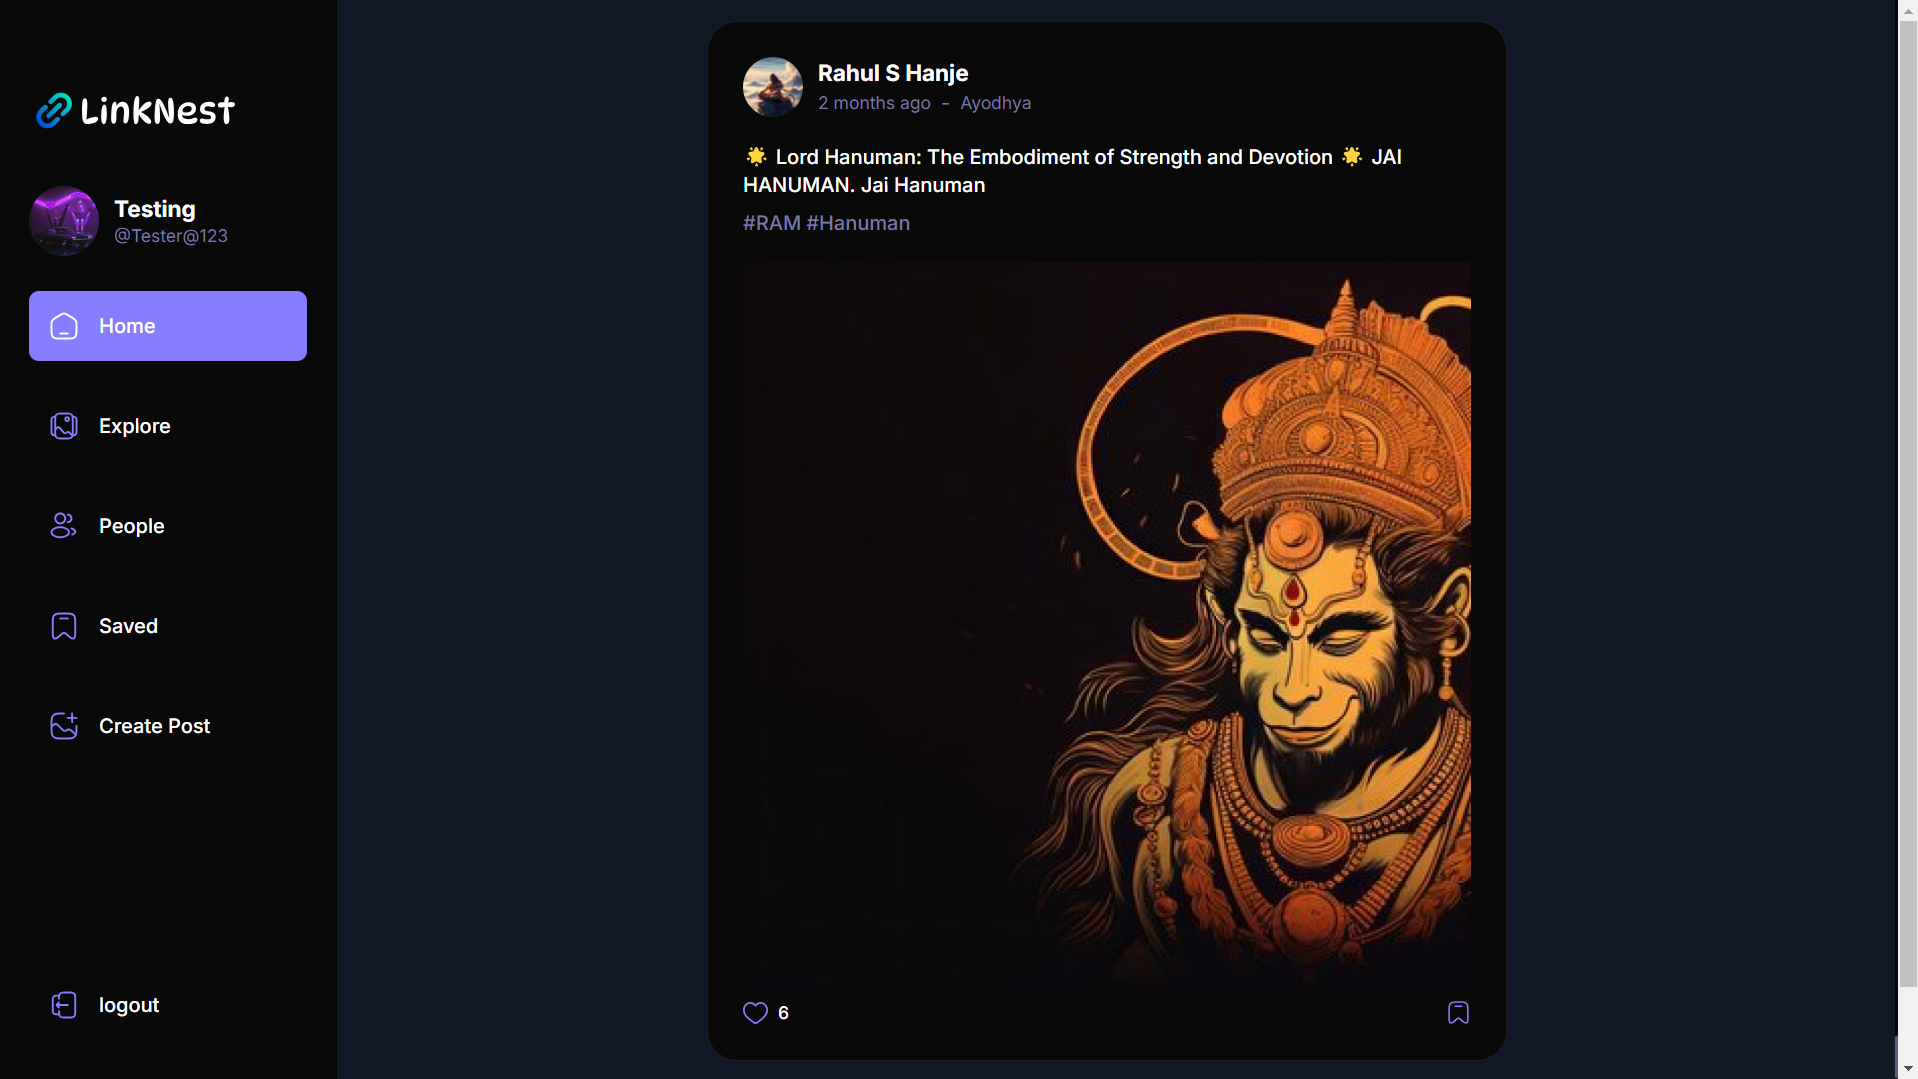 LinkNest
Testing
@Tester@123
Home
Explore
People
Saved
Create Post
logout
Rahul S Hanje
2 months ago - Ayodhya
🌟 Lord Hanuman: The Embodiment of Strength and Devotion 🌟 JAI
HANUMAN. Jai Hanuman
#RAM #Hanuman
6